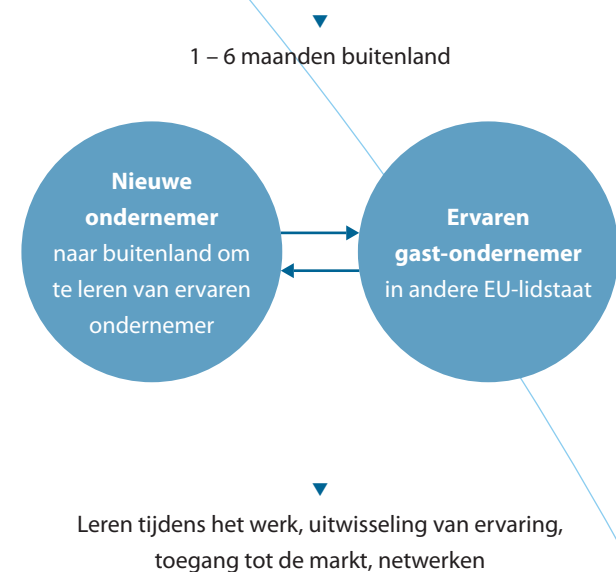 1 – 6 maanden buitenland
Nieuwe
ondernemer
naar buitenland om
te leren van ervaren
ondernemer
Ervaren
gast-ondernemer
in andere EU-lidstaat
Leren tijdens het werk, uitwisseling van ervaring,
toegang tot de markt, netwerken